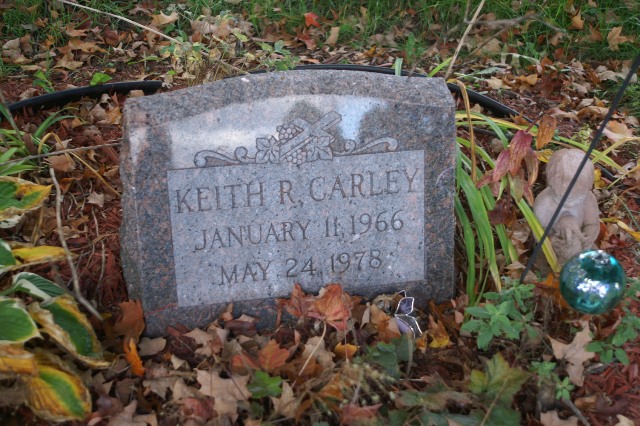 KEITH R. CARLEY
JANUARY 11, 1966
MAY 24, 1978